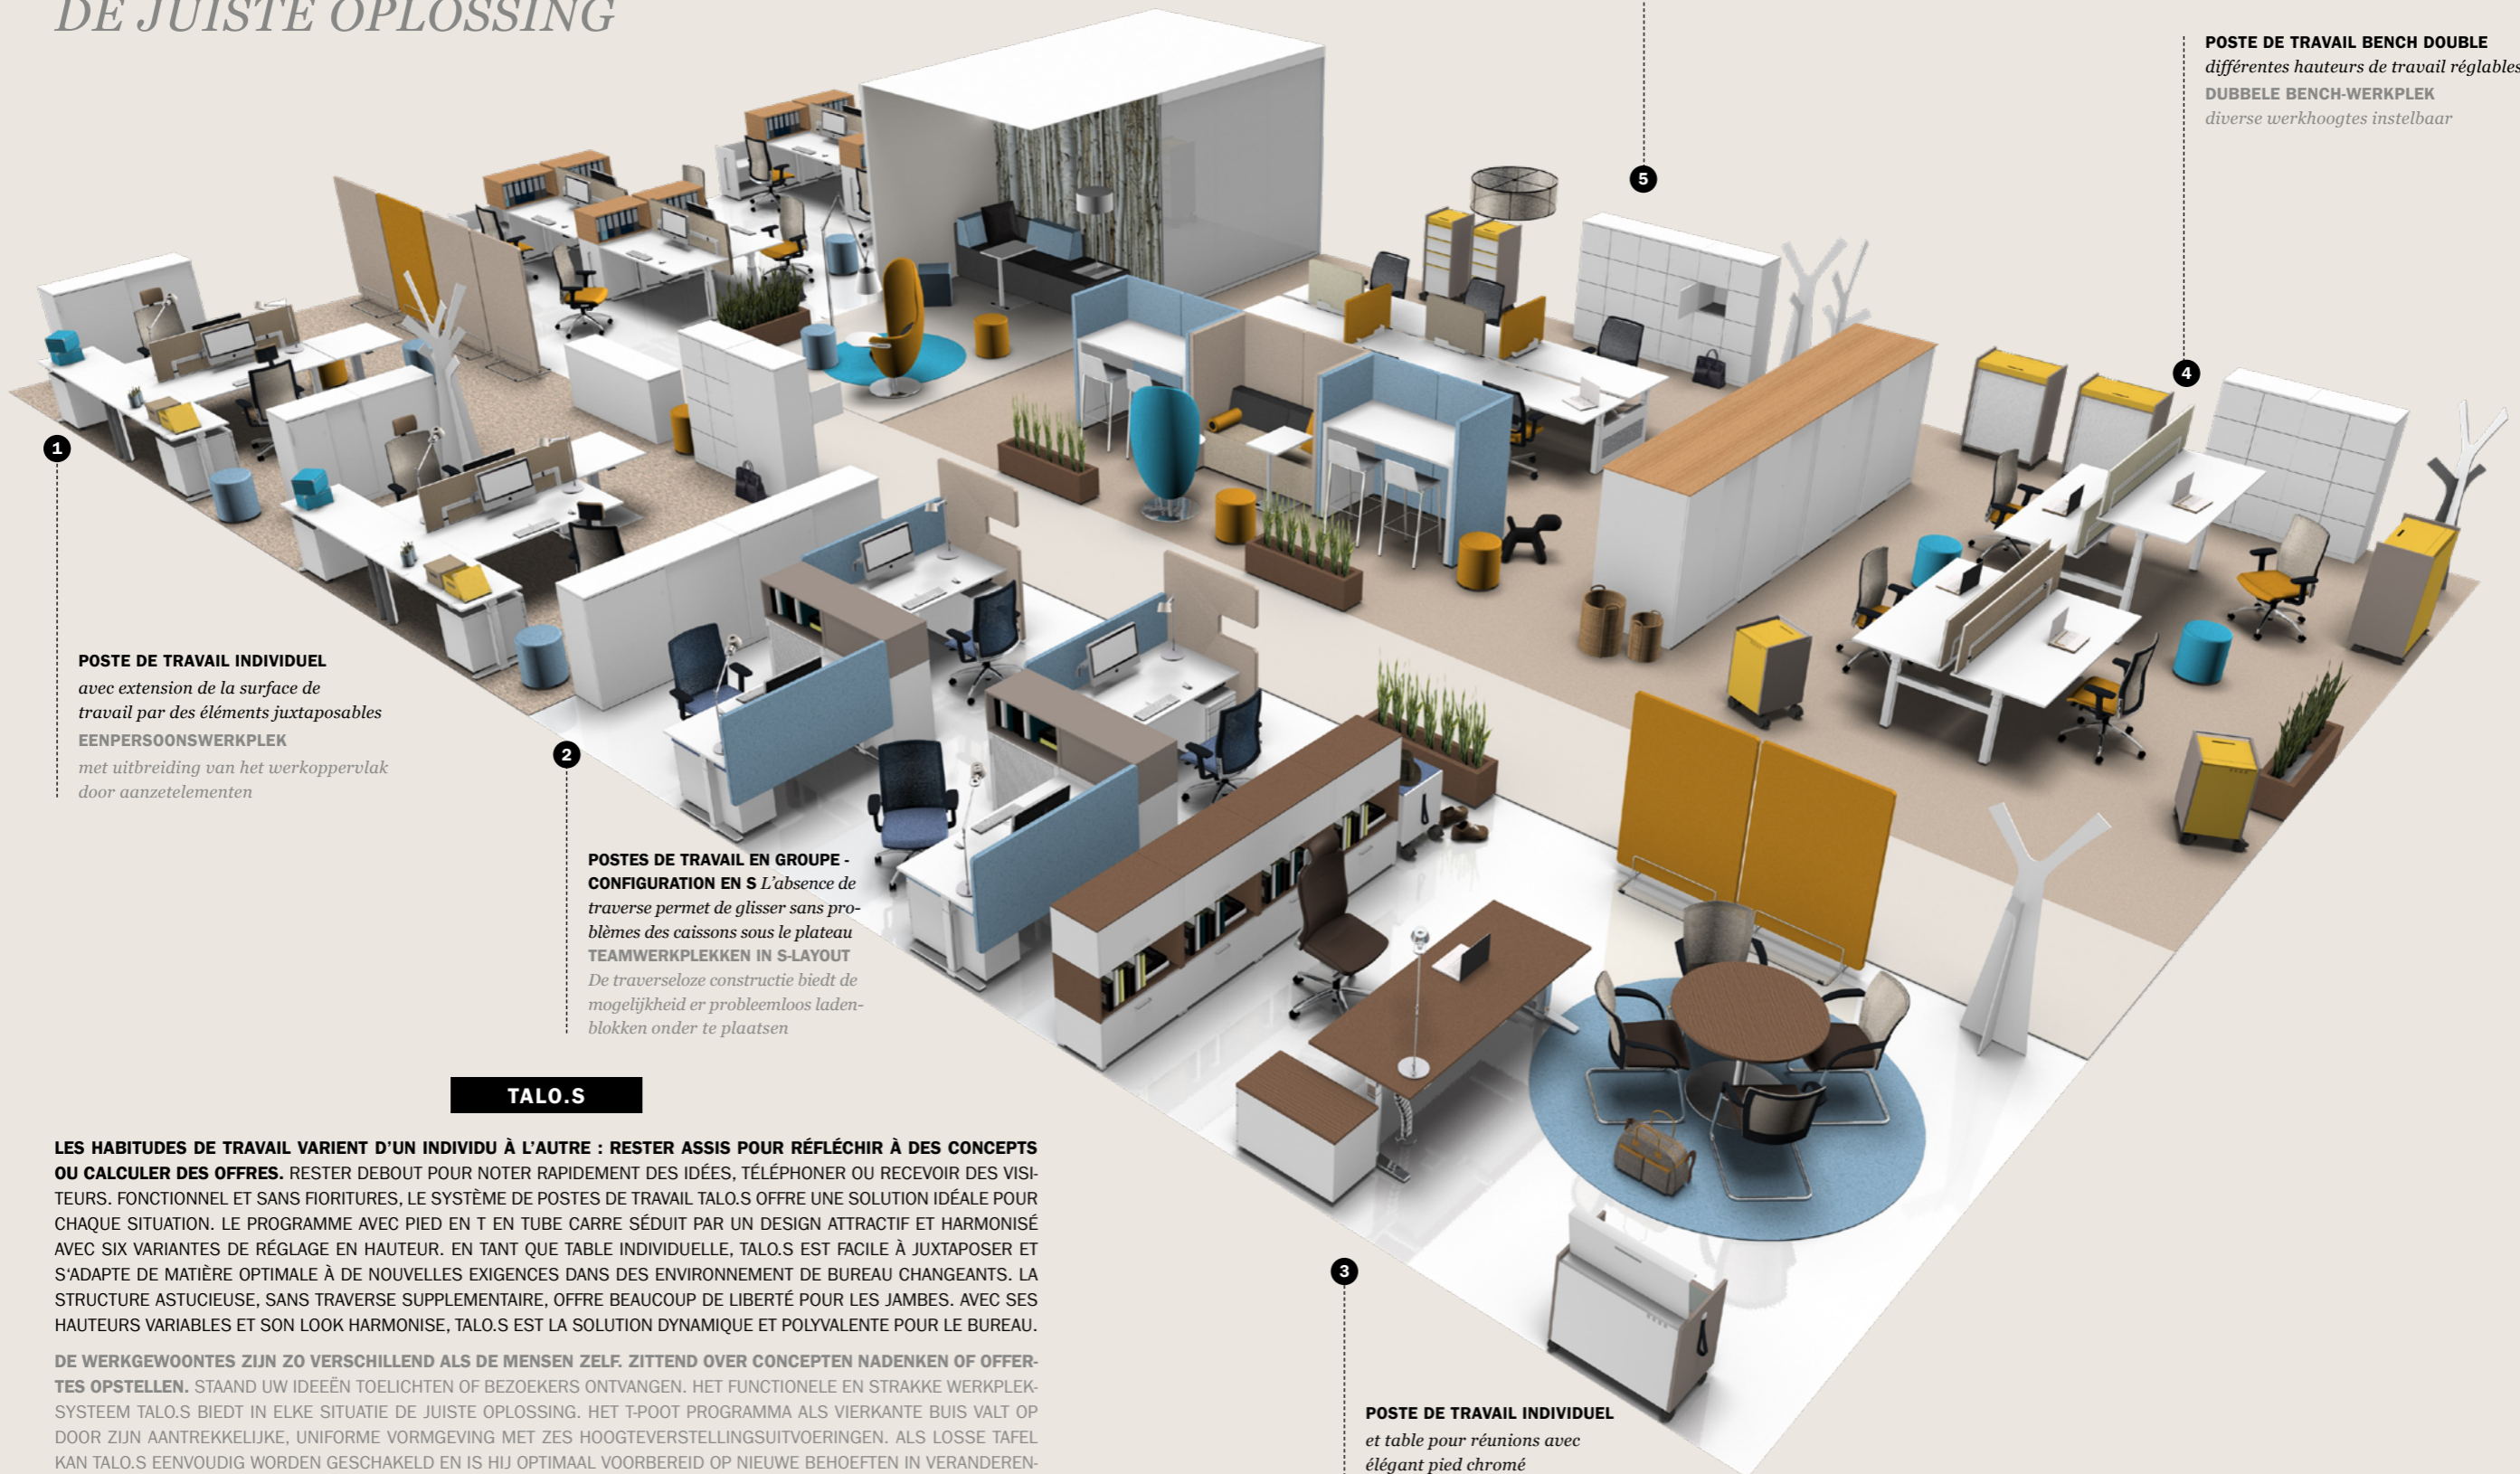 DE JUISTE OPLOSSING
POSTE DE TRAVAIL BENCH DOUBLE
différentes hauteurs de travail réglables
DUBBELE BENCH-WERKPLEK
diverse werkhoogtes instelbaar
5
4
1
POSTE DE TRAVAIL INDIVIDUEL
avec extension de la surface de
travail par des éléments juxtaposables
EENPERSOONSWERKPLEK
met uitbreiding van het werkoppervlak
door aanzetelementen
2
POSTES DE TRAVAIL EN GROUPE -
CONFIGURATION EN S L'absence de
traverse permet de glisser sans pro-
blèmes des caissons sous le plateau
TEAMWERKPLEKKEN IN S-LAYOUT
De traverseloze constructie biedt de
mogelijkheid er probleemloos laden-
blokken onder te plaatsen
TALO.S
LES HABITUDES DE TRAVAIL VARIENT D'UN INDIVIDU À L'AUTRE : RESTER ASSIS POUR RÉFLÉCHIR À DES CONCEPTS
OU CALCULER DES OFFRES. RESTER DEBOUT POUR NOTER RAPIDEMENT DES IDÉES, TÉLÉPHONER OU RECEVOIR DES VISI-
TEURS. FONCTIONNEL ET SANS FIORITURES, LE SYSTÈME DE POSTES DE TRAVAIL TALO.S OFFRE UNE SOLUTION IDÉALE POUR
CHAQUE SITUATION. LE PROGRAMME AVEC PIED EN T EN TUBE CARRE SÉDUIT PAR UN DESIGN ATTRACTIF ET HARMONISÉ
AVEC SIX VARIANTES DE RÉGLAGE EN HAUTEUR. EN TANT QUE TABLE INDIVIDUELLE, TALO.S EST FACILE À JUXTAPOSER ET
S'ADAPTE DE MATIÈRE OPTIMALE À DE NOUVELLES EXIGENCES DANS DES ENVIRONNEMENT DE BUREAU CHANGEANTS. LA
STRUCTURE ASTUCIEUSE, SANS TRAVERSE SUPPLEMENTAIRE, OFFRE BEAUCOUP DE LIBERTÉ POUR LES JAMBES. AVEC SES
HAUTEURS VARIABLES ET SON LOOK HARMONISE, TALO.S EST LA SOLUTION DYNAMIQUE ET POLYVALENTE POUR LE BUREAU.
DE WERKGEWOONTES ZIJN ZO VERSCHILLEND ALS DE MENSEN ZELF. ZITTEND OVER CONCEPTEN NADENKEN OF OFFER-
TES OPSTELLEN. STAAND UW IDEEËN TOELICHTEN OF BEZOEKERS ONTVANGEN. HET FUNCTIONELE EN STRAKKE WERKPLEK-
SYSTEEM TALO.S BIEDT IN ELKE SITUATIE DE JUISTE OPLOSSING. HET T-POOT PROGRAMMA ALS VIERKANTE BUIS VALT OP
DOOR ZIJN AANTREKKELIJKE, UNIFORME VORMGEVING MET ZES HOOGTEVERSTELLINGSUITVOERINGEN. ALS LOSSE TAFEL
KAN TALO.S EENVOUDIG WORDEN GESCHAKELD EN IS HIJ OPTIMAAL VOORBEREID OP NIEUWE BEHOEFTEN IN VERANDEREN-
3
POSTE DE TRAVAIL INDIVIDUEL
et table pour réunions avec
élégant pied chromé